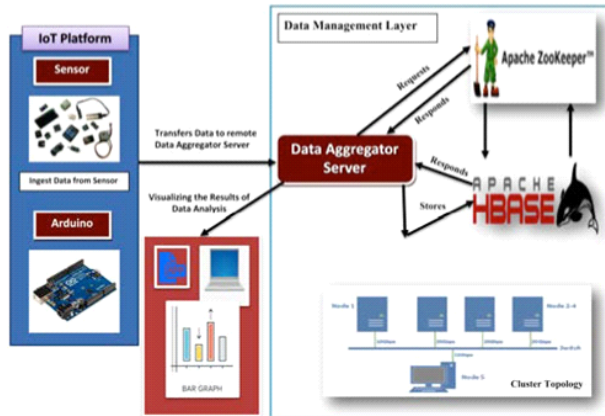 IoT Platform
Sensor
Ingest Data from Sensor
Arduino
Transfers Data to remote
Data Aggregator Server
Visualizing the Results of
Data Analysis
BAR GRAPH
Data Management Layer
Data Aggregator
Server
Requests
Responds
Apache ZooKeeper™
Responds
Stores
APACHE
HBASE
Node 1
Node 2-4
Switch
Node 5
Cluster Topology